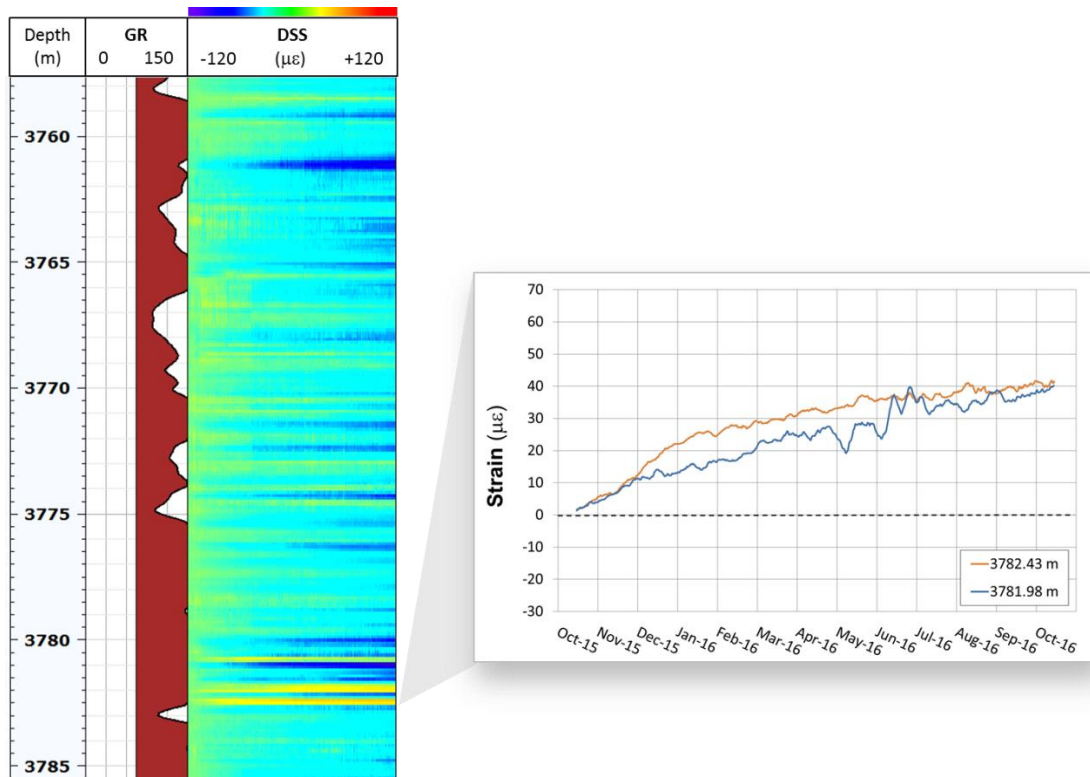 Depth
(m)
GR
0 150
DSS
-120 (με) +120
3760
3765
3770
3775
3780
3785
70
60
50
40
30
20
10
0
-10
-20
-30
Strain (με)
3782.43 m
3781.98 m
Oct-15 Nov-15 Dec-15 Jan-16 Feb-16 Mar-16 Apr-16 May-16 Jun-16 Jul-16 Aug-16 Sep-16 Oct-16